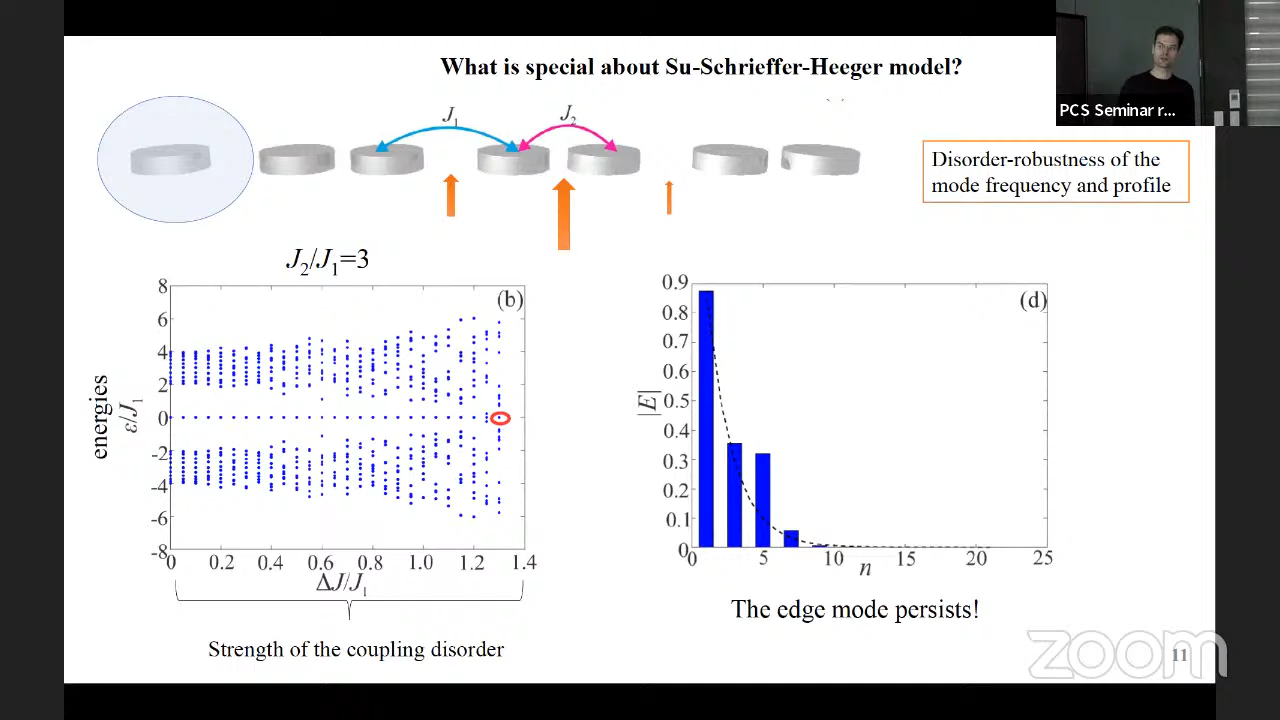 What is special about Su-Schrieffer-Heeger model?
PCS Seminar r...
J1
J2
Disorder-robustness of the
mode frequency and profile
J2/J1=3
(b)
8
6
4
2
0
-2
-4
-6
-8
energies
ε/J1
0 0.2 0.4 0.6 0.8 1.0 1.2 1.4
ΔJ/J1
Strength of the coupling disorder
(d)
0.9
0.8
0.7
0.6
0.5
0.4
0.3
0.2
0.1
0
|E|
0 5 10 15 20 25
n
The edge mode persists!
zoom
11